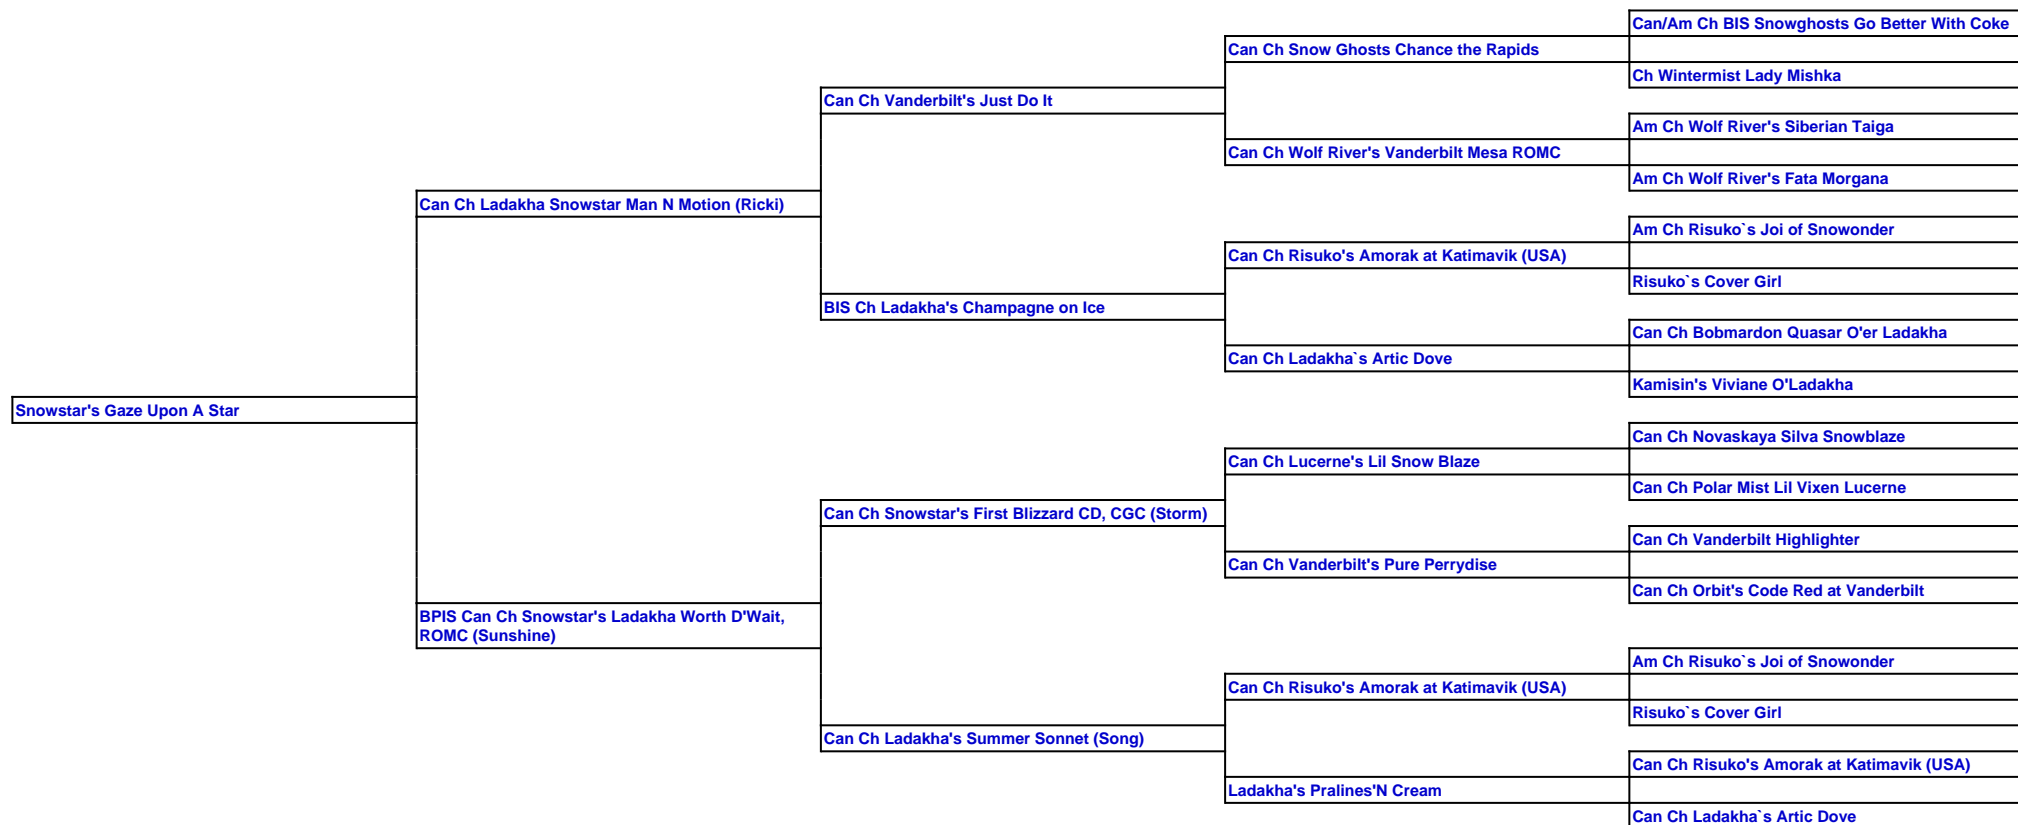 Can/Am Ch BIS Snowghosts Go Better With Coke
Can Ch Snow Ghosts Chance the Rapids
Ch Wintermist Lady Mishka
Can Ch Vanderbilt's Just Do It
Am Ch Wolf River's Siberian Taiga
Can Ch Wolf River's Vanderbilt Mesa ROMC
Am Ch Wolf River's Fata Morgana
Can Ch Ladakha Snowstar Man N Motion (Ricki)
Am Ch Risuko`s Joi of Snowonder
Can Ch Risuko's Amorak at Katimavik (USA)
Risuko`s Cover Girl
BIS Ch Ladakha's Champagne on Ice
Can Ch Bobmardon Quasar O'er Ladakha
Can Ch Ladakha`s Artic Dove
Kamisin's Viviane O'Ladakha
Snowstar's Gaze Upon A Star
Can Ch Novaskaya Silva Snowblaze
Can Ch Lucerne's Lil Snow Blaze
Can Ch Polar Mist Lil Vixen Lucerne
Can Ch Snowstar's First Blizzard CD, CGC (Storm)
Can Ch Vanderbilt Highlighter
Can Ch Vanderbilt's Pure Perrydise
Can Ch Orbit's Code Red at Vanderbilt
BPIS Can Ch Snowstar's Ladakha Worth D'Wait,
ROMC (Sunshine)
Am Ch Risuko`s Joi of Snowonder
Can Ch Risuko's Amorak at Katimavik (USA)
Risuko`s Cover Girl
Can Ch Ladakha's Summer Sonnet (Song)
Can Ch Risuko's Amorak at Katimavik (USA)
Ladakha's Pralines'N Cream
Can Ch Ladakha`s Artic Dove